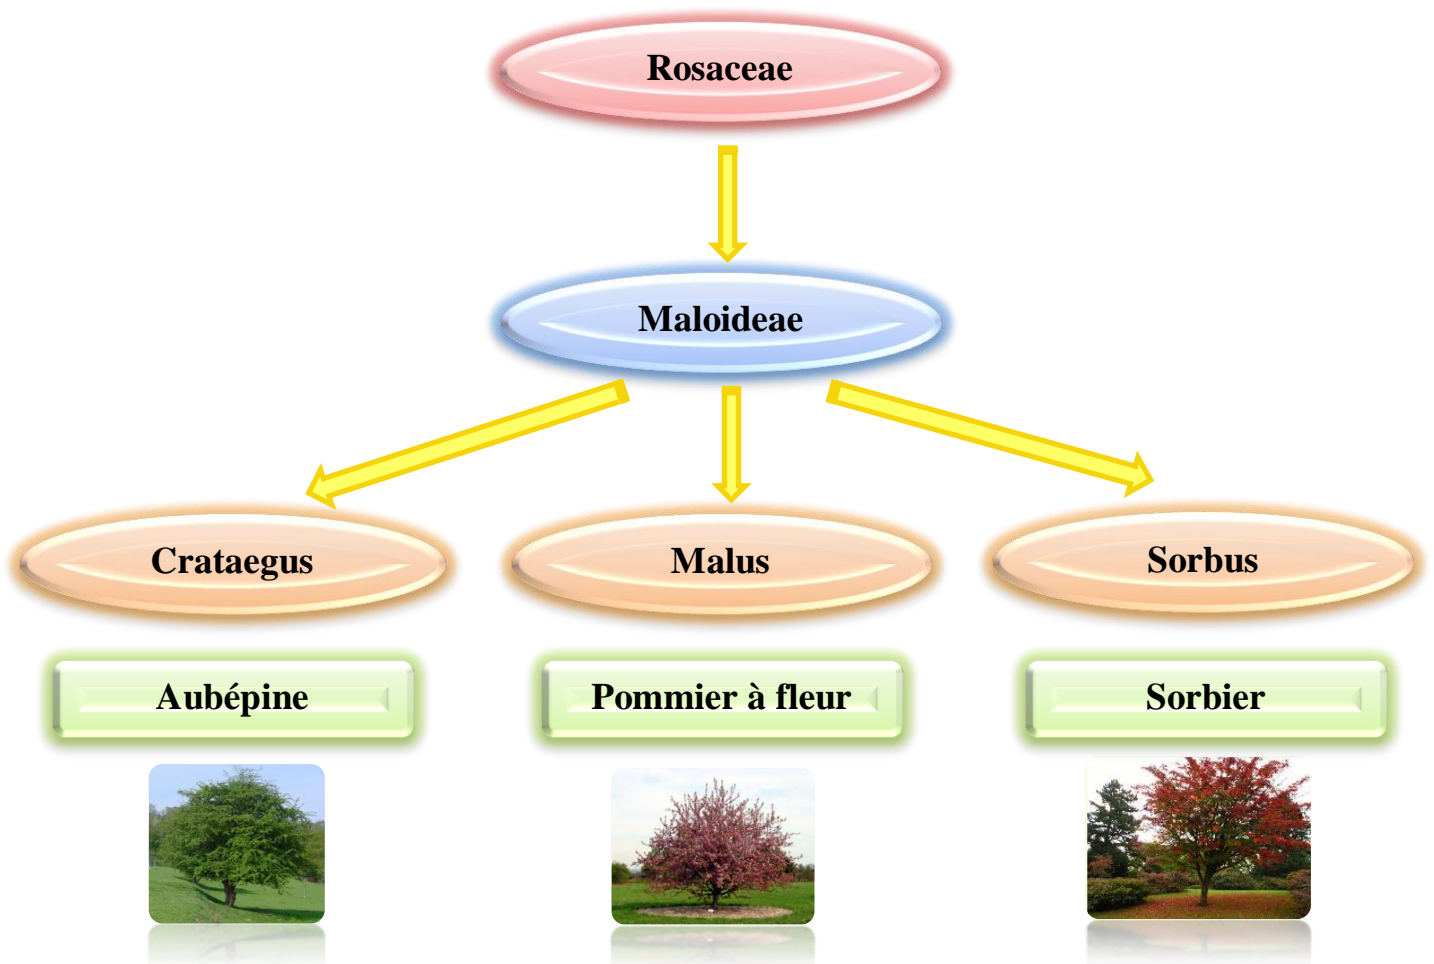 Rosaceae
Maloideae
Crataegus
Malus
Sorbus
Aubépine
Pommier à fleur
Sorbier